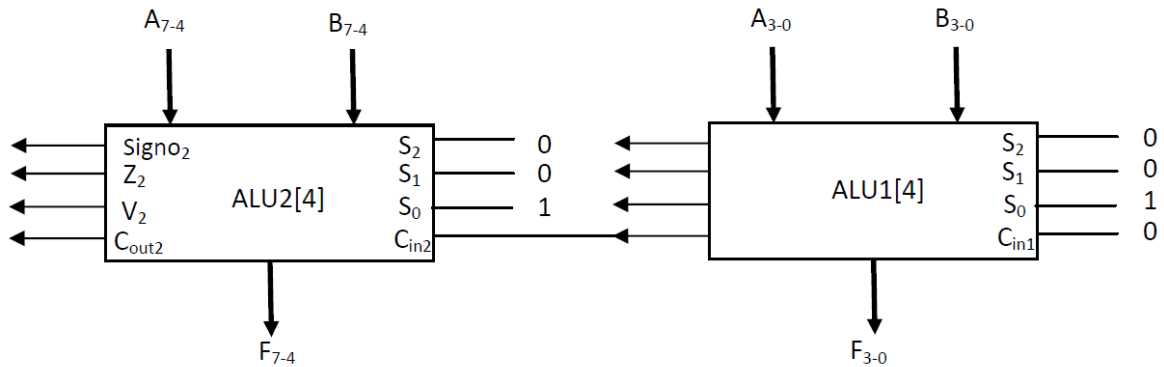 A7-4 B7-4 A3-0 B3-0
Signo2 S2 0 S2 0
Z2 S1 0 S1 0
ALU2[4] ALU1[4]
V2 S0 1 S0 1
Cout2 Cin2 Cin1 0
F7-4 F3-0